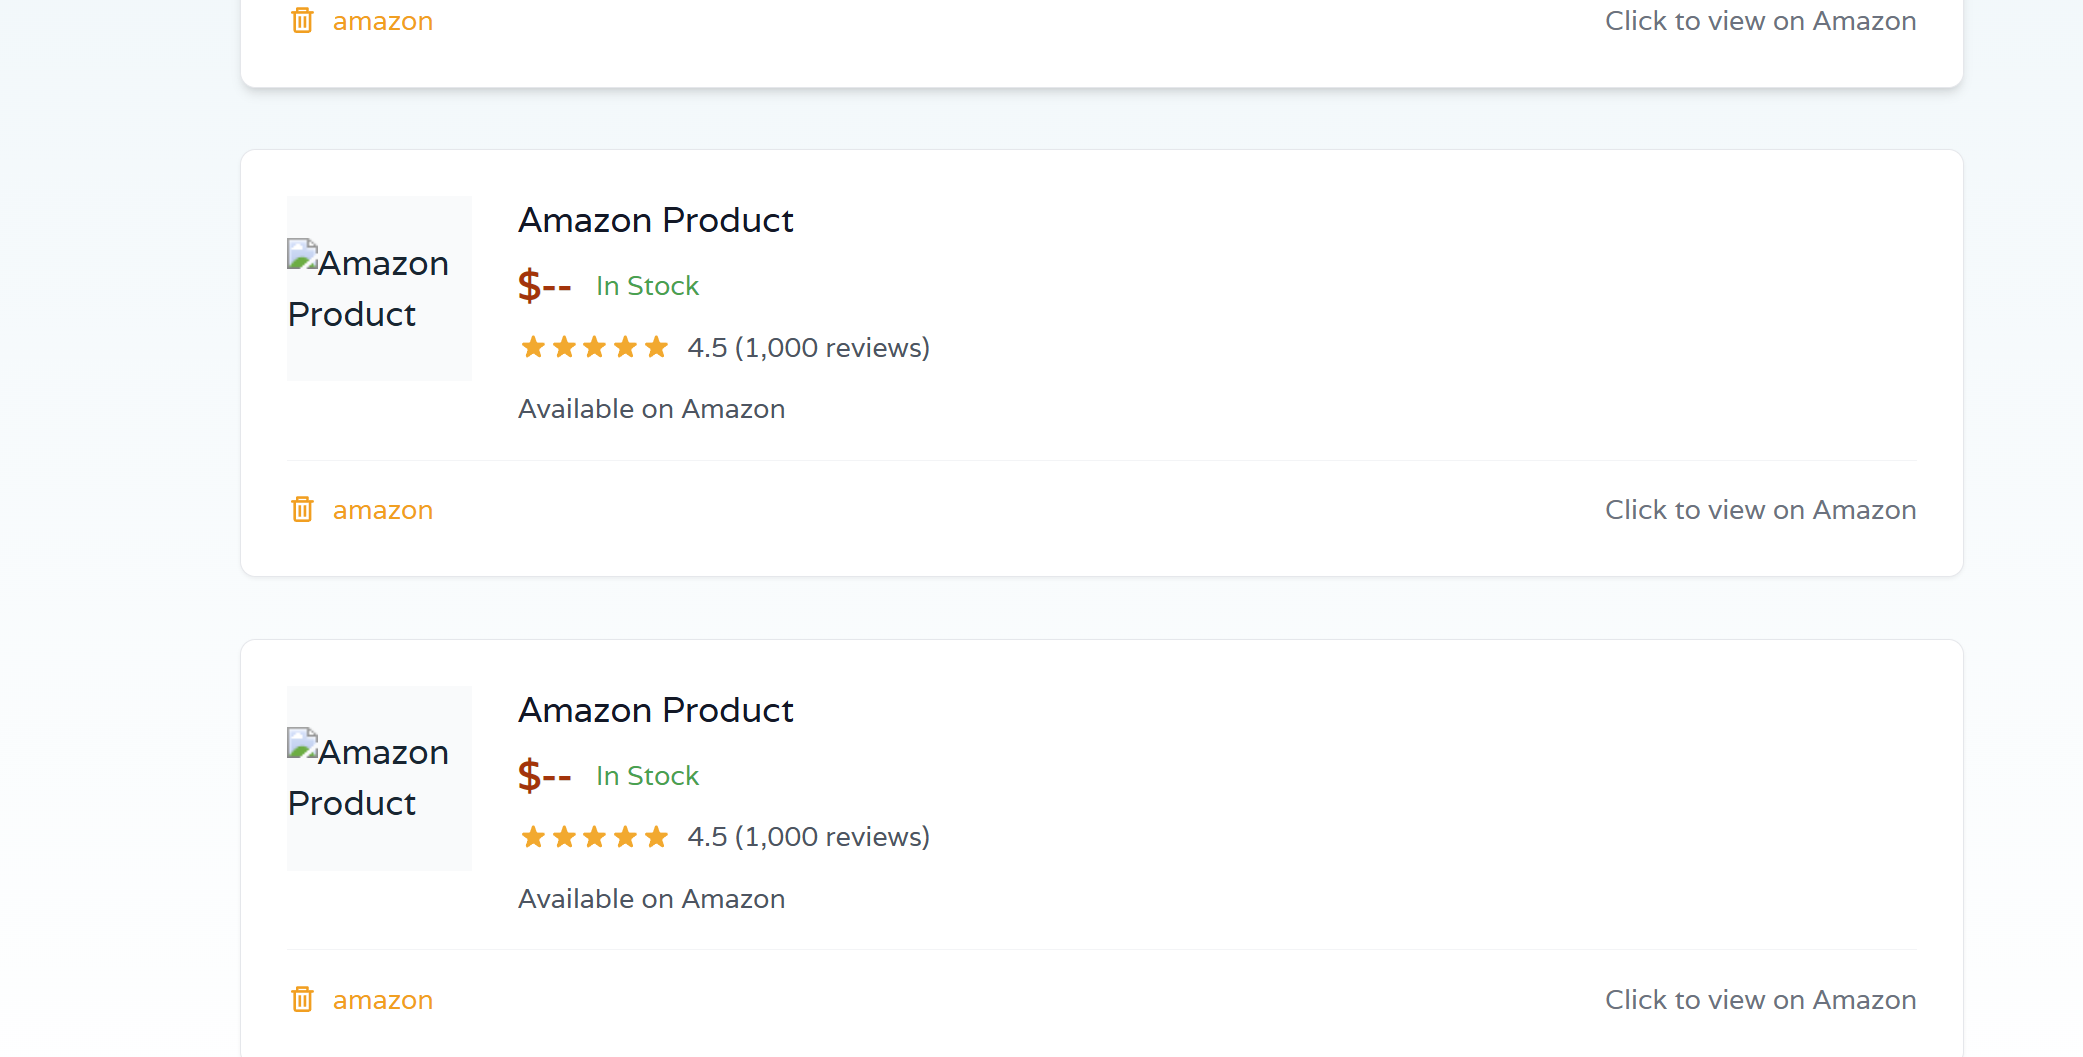 amazon
Click to view on Amazon
Amazon Product
Amazon
Product
$-- In Stock
4.5 (1,000 reviews)
Available on Amazon
amazon
Click to view on Amazon
Amazon Product
Amazon
Product
$-- In Stock
4.5 (1,000 reviews)
Available on Amazon
amazon
Click to view on Amazon